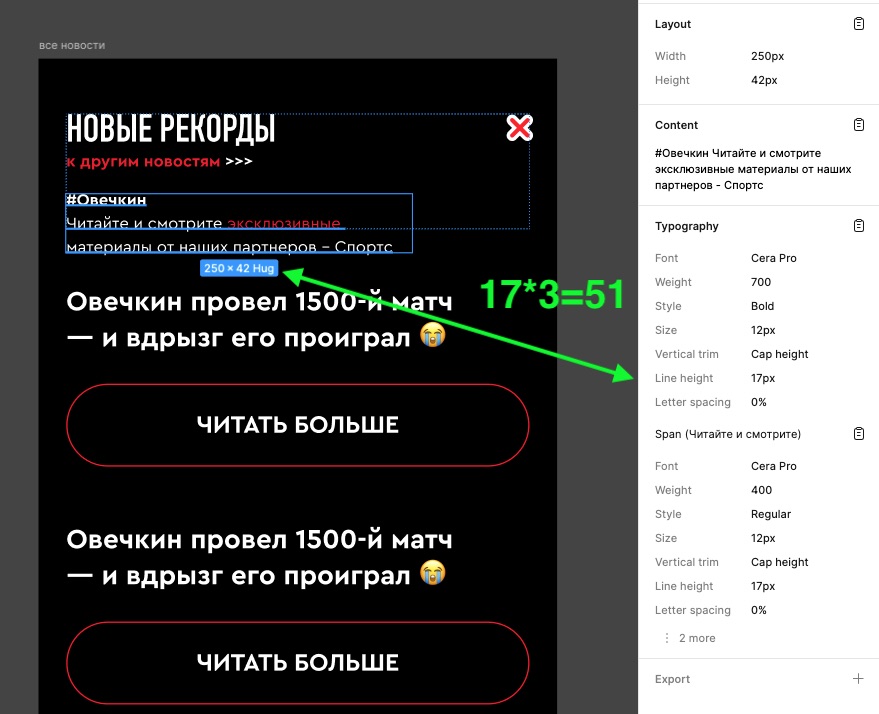 все новости
НОВЫЕ РЕКОРДЫ
к другим новостям >>>
#Овечкин
Читайте и смотрите эксклюзивные
материалы от наших партнеров - Спортс
250 × 42 Hug
17*3=51
Овечкин провел 1500-й матч
— и вдрызг его проиграл 😭
ЧИТАТЬ БОЛЬШЕ
Овечкин провел 1500-й матч
— и вдрызг его проиграл 😭
ЧИТАТЬ БОЛЬШЕ
Layout
Width 250px
Height 42px
Content
#Овечкин Читайте и смотрите
эксклюзивные материалы от наших
партнеров - Спортс
Typography
Font Cera Pro
Weight 700
Style Bold
Size 12px
Vertical trim Cap height
Line height 17px
Letter spacing 0%
Span (Читайте и смотрите)
Font Cera Pro
Weight 400
Style Regular
Size 12px
Vertical trim Cap height
Line height 17px
Letter spacing 0%
2 more
Export